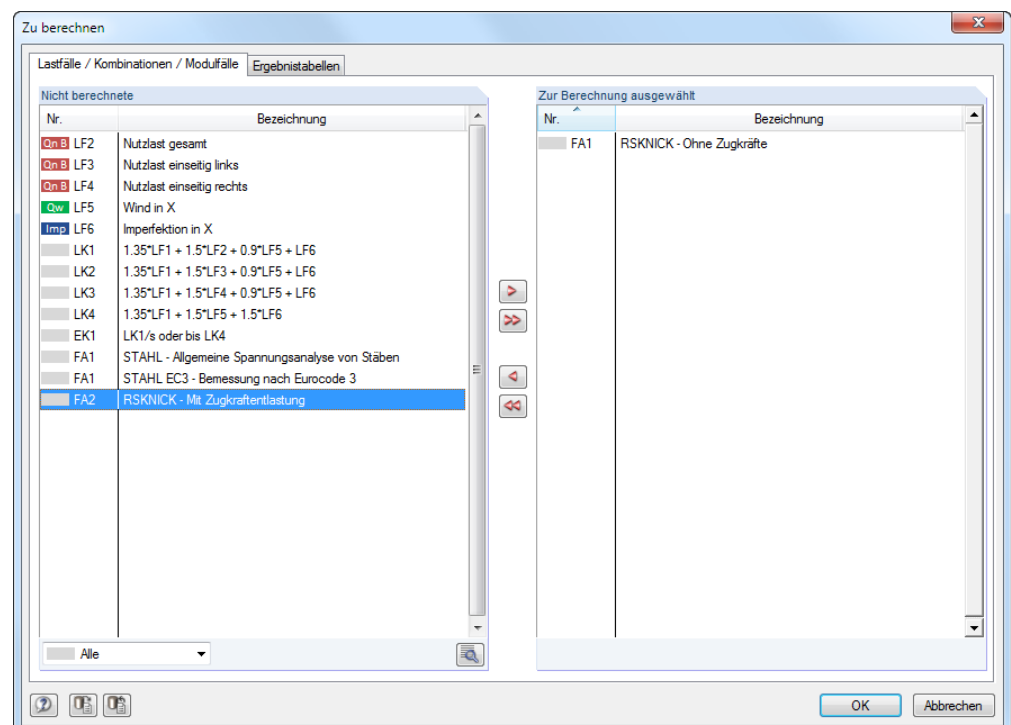 Zu berechnen
Lastfälle / Kombinationen / Modulfälle Ergebnistabellen
Nicht berechnete
Nr. Bezeichnung
Qn B LF2 Nutzlast gesamt
Qn B LF3 Nutzlast einseitig links
Qn B LF4 Nutzlast einseitig rechts
Qw LF5 Wind in X
Imp LF6 Imperfektion in X
LK1 1.35*LF1 + 1.5*LF2 + 0.9*LF5 + LF6
LK2 1.35*LF1 + 1.5*LF3 + 0.9*LF5 + LF6
LK3 1.35*LF1 + 1.5*LF4 + 0.9*LF5 + LF6
LK4 1.35*LF1 + 1.5*LF5 + 1.5*LF6
EK1 LK1/s oder bis LK4
FA1 STAHL - Allgemeine Spannungsanalyse von Stäben
FA1 STAHL EC3 - Bemessung nach Eurocode 3
FA2 RSKNICK - Mit Zugkraftentlastung
Alle
Zur Berechnung ausgewählt
Nr. Bezeichnung
FA1 RSKNICK - Ohne Zugkräfte
OK Abbrechen